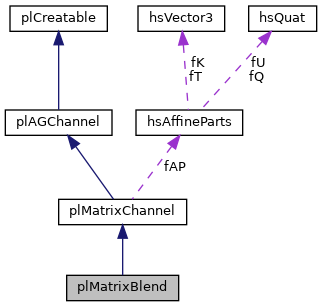 plCreatable
hsVector3
hsQuat
fK
fT
fU
fQ
plAGChannel
hsAffineParts
fAP
plMatrixChannel
plMatrixBlend